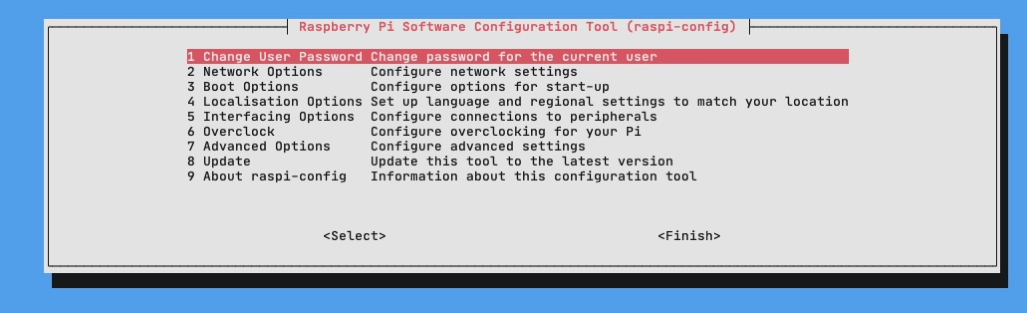 Raspberry Pi Software Configuration Tool (raspi-config)
1 Change User Password Change password for the current user
2 Network Options Configure network settings
3 Boot Options Configure options for start-up
4 Localisation Options Set up language and regional settings to match your location
5 Interfacing Options Configure connections to peripherals
6 Overclock Configure overclocking for your Pi
7 Advanced Options Configure advanced settings
8 Update Update this tool to the latest version
9 About raspi-config Information about this configuration tool
<Select> <Finish>